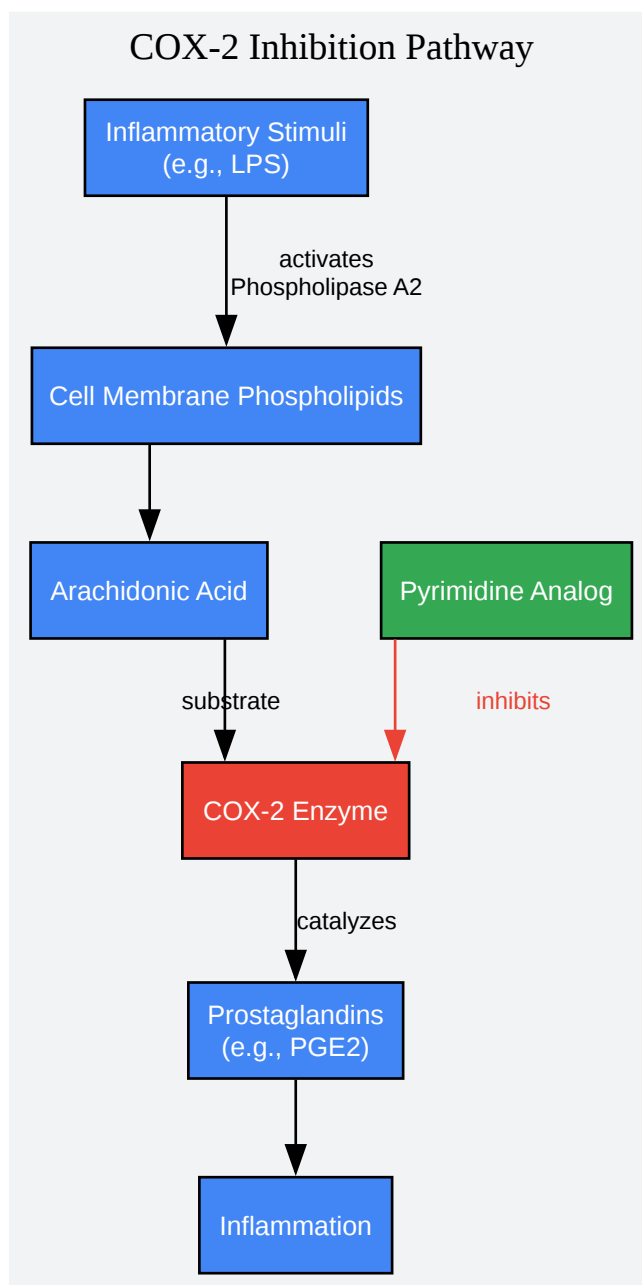 COX-2 Inhibition Pathway
Inflammatory Stimuli
(e.g., LPS)
activates
Phospholipase A2
Cell Membrane Phospholipids
Arachidonic Acid
Pyrimidine Analog
substrate
inhibits
COX-2 Enzyme
catalyzes
Prostaglandins
(e.g., PGE2)
Inflammation